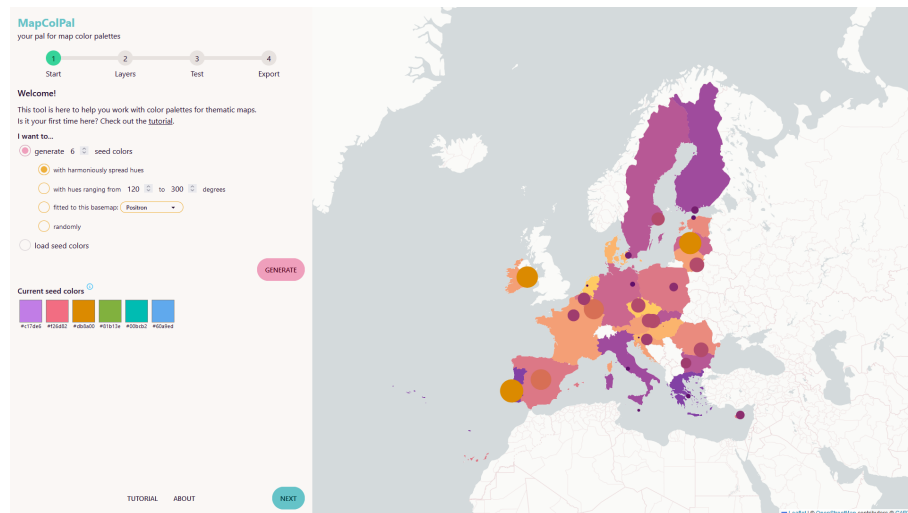 MapColPal
your pal for map color palettes
1 2 3 4
Start Layers Test Export
Welcome!
This tool is here to help you work with color palettes for thematic maps.
Is it your first time here? Check out the tutorial.
I want to...
generate 6 seed colors
with harmoniously spread hues
with hues ranging from 120 to 300 degrees
fitted to this basemap: Positron
randomly
load seed colors
GENERATE
Current seed colors
#c17de6 #f26d82 #db8a00 #81b13e #00bcb2 #60a9ed
TUTORIAL ABOUT NEXT